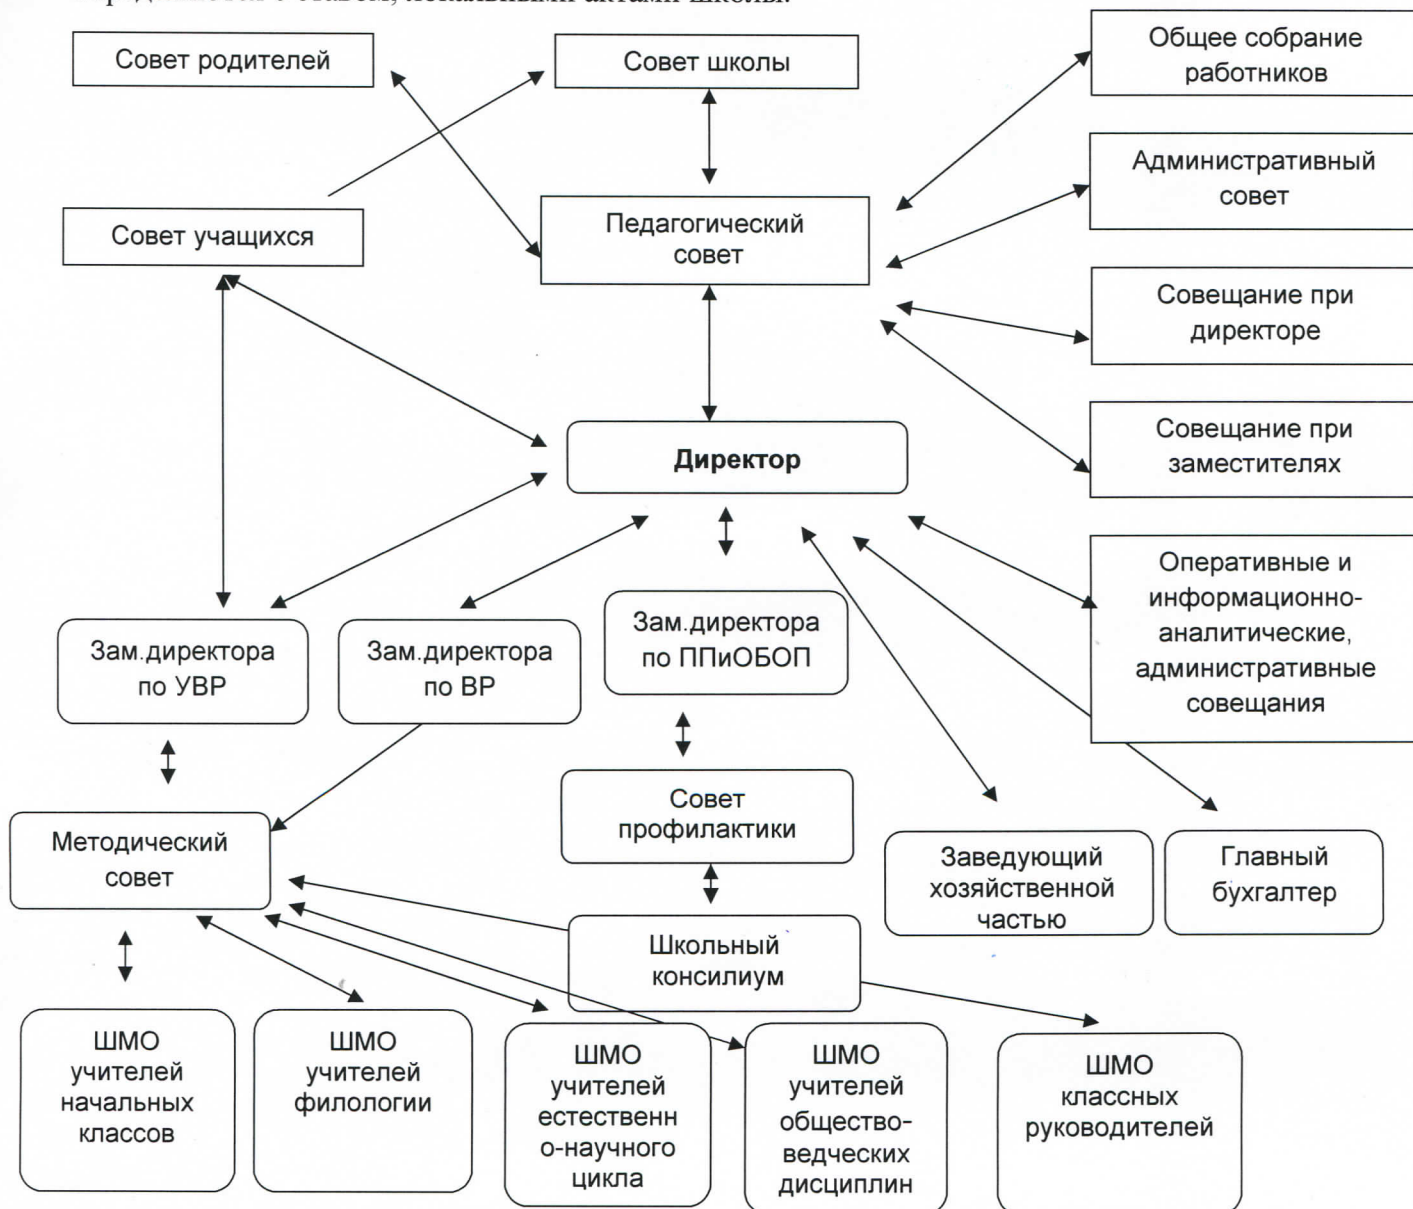 Совет родителей
Совет школы
Общее собрание
работников
Административный
совет
Совет учащихся
Педагогический
совет
Совещание при
директоре
Совещание при
заместителях
Директор
Оперативные и
информационно-
аналитические,
административные
совещания
Зам.директора
по УВР
Зам.директора
по ВР
Зам.директора
по ППиОБОП
Совет
профилактики
Методический
совет
Заведующий
хозяйственной
частью
Главный
бухгалтер
Школьный
консилиум
ШМО
учителей
начальных
классов
ШМО
учителей
филологии
ШМО
учителей
естественн
о-научного
цикла
ШМО
учителей
общество-
ведческих
дисциплин
ШМО
классных
руководителей